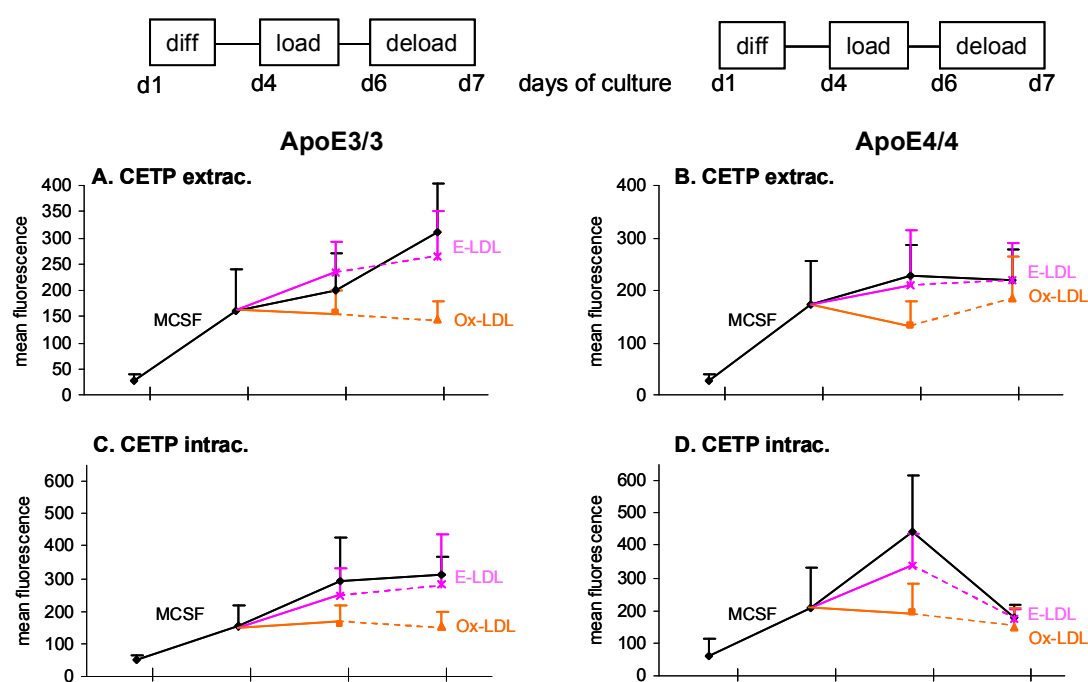 diff load deload diff load deload
d1 d4 d6 d7 days of culture d1 d4 d6 d7
ApoE3/3 ApoE4/4
A. CETP extrac.
mean fluorescence
400
350
300
250
200
150
100
50
0
MCSF
E-LDL
Ox-LDL
B. CETP extrac.
mean fluorescence
400
300
200
100
0
MCSF
E-LDL
Ox-LDL
C. CETP intrac.
mean fluorescence
600
500
400
300
200
100
0
MCSF
E-LDL
Ox-LDL
D. CETP intrac.
mean fluorescence
600
500
400
300
200
100
0
MCSF
E-LDL
Ox-LDL